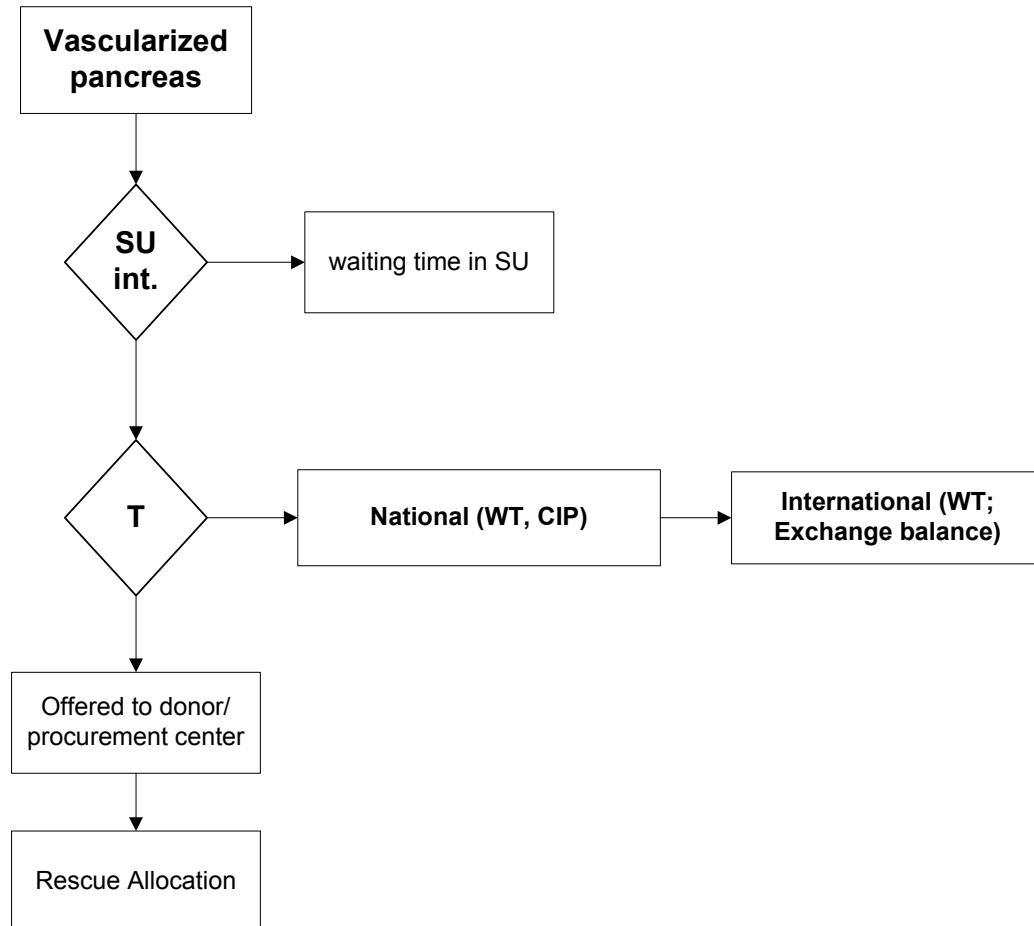 Vascularized
pancreas
SU
int.
waiting time in SU
T
National (WT, CIP)
International (WT;
Exchange balance)
Offered to donor/
procurement center
Rescue Allocation